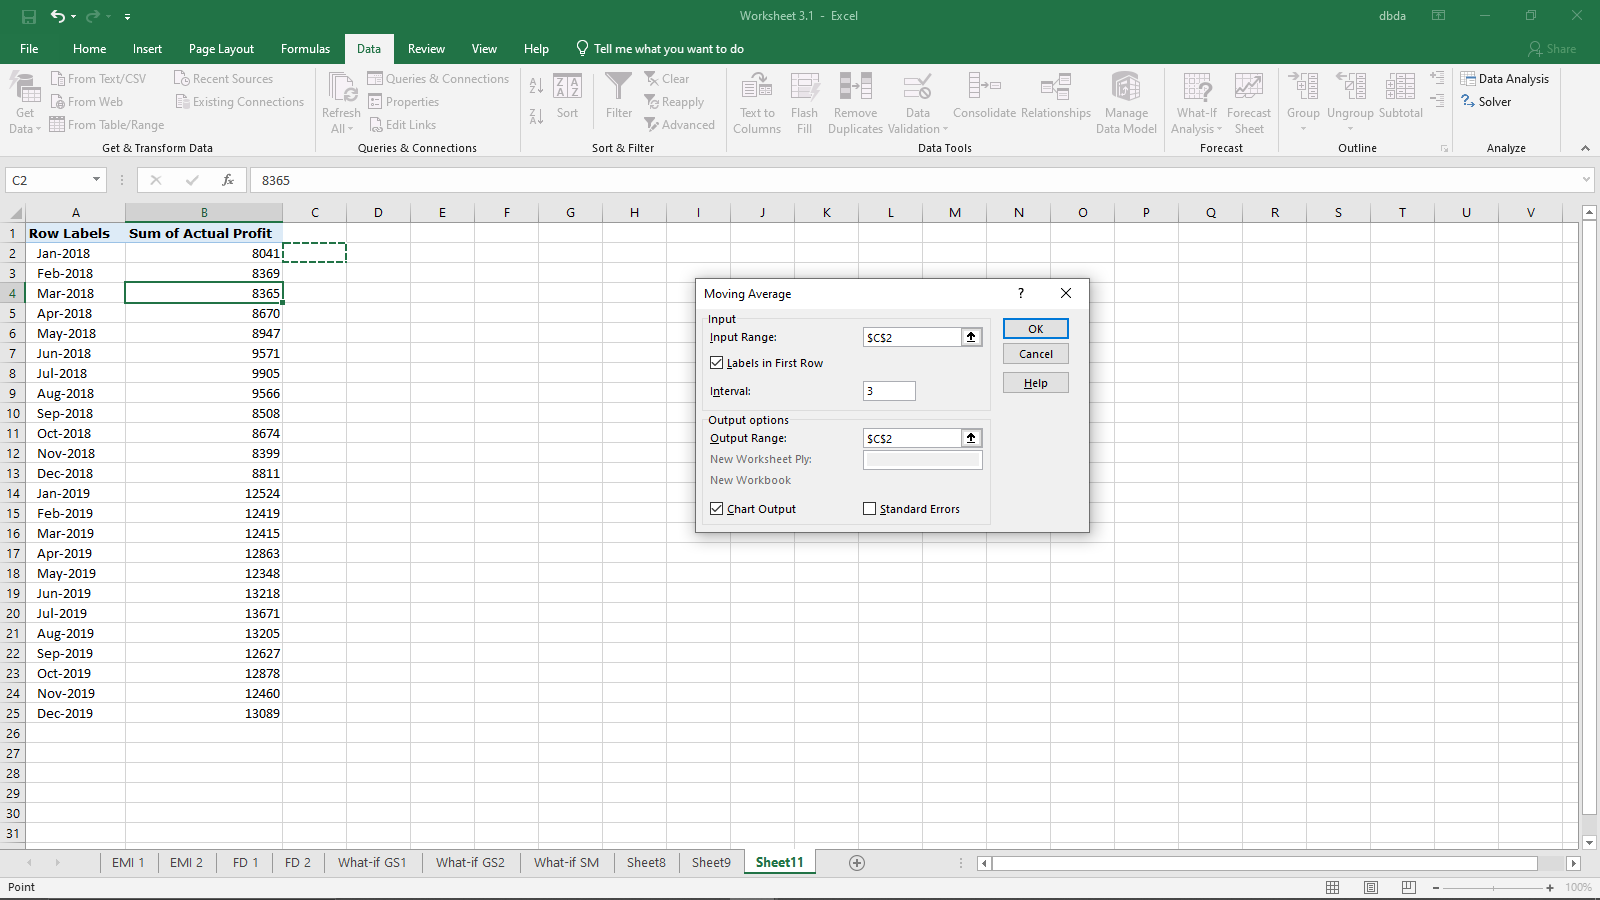 Worksheet 3.1 - Excel
dbda
File Home Insert Page Layout Formulas Data Review View Help Tell me what you want to do Share
Get Data
From Text/CSV
From Web
From Table/Range
Recent Sources
Existing Connections
Get & Transform Data
Refresh All
Queries & Connections
Properties
Edit Links
Queries & Connections
Sort
Filter
Clear
Reapply
Advanced
Sort & Filter
Text to Columns
Flash Fill
Remove Duplicates
Data Validation
Consolidate
Relationships
Manage Data Model
Data Tools
What-If Analysis
Forecast Sheet
Forecast
Group
Ungroup
Subtotal
Outline
Data Analysis
Solver
Analyze
C2 fx 8365
A B C D E F G H I J K L M N O P Q R S T U V
1 Row Labels Sum of Actual Profit
2 Jan-2018 8041
3 Feb-2018 8369
4 Mar-2018 8365
5 Apr-2018 8670
6 May-2018 8947
7 Jun-2018 9571
8 Jul-2018 9905
9 Aug-2018 9566
10 Sep-2018 8508
11 Oct-2018 8674
12 Nov-2018 8399
13 Dec-2018 8811
14 Jan-2019 12524
15 Feb-2019 12419
16 Mar-2019 12415
17 Apr-2019 12863
18 May-2019 12348
19 Jun-2019 13218
20 Jul-2019 13671
21 Aug-2019 13205
22 Sep-2019 12627
23 Oct-2019 12878
24 Nov-2019 12460
25 Dec-2019 13089
26
27
28
29
30
31
Moving Average ?
Input
Input Range: $C$2
Labels in First Row
Interval: 3
Output options
Output Range: $C$2
New Worksheet Ply:
New Workbook
Chart Output Standard Errors
OK
Cancel
Help
EMI 1 EMI 2 FD 1 FD 2 What-if GS1 What-if GS2 What-if SM Sheet8 Sheet9 Sheet11
Point
100%